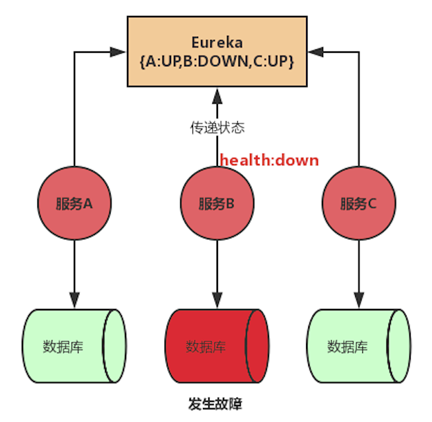 Eureka
{A:UP,B:DOWN,C:UP}
传递状态
health:down
服务A
服务B
服务C
数据库
数据库
数据库
发生故障